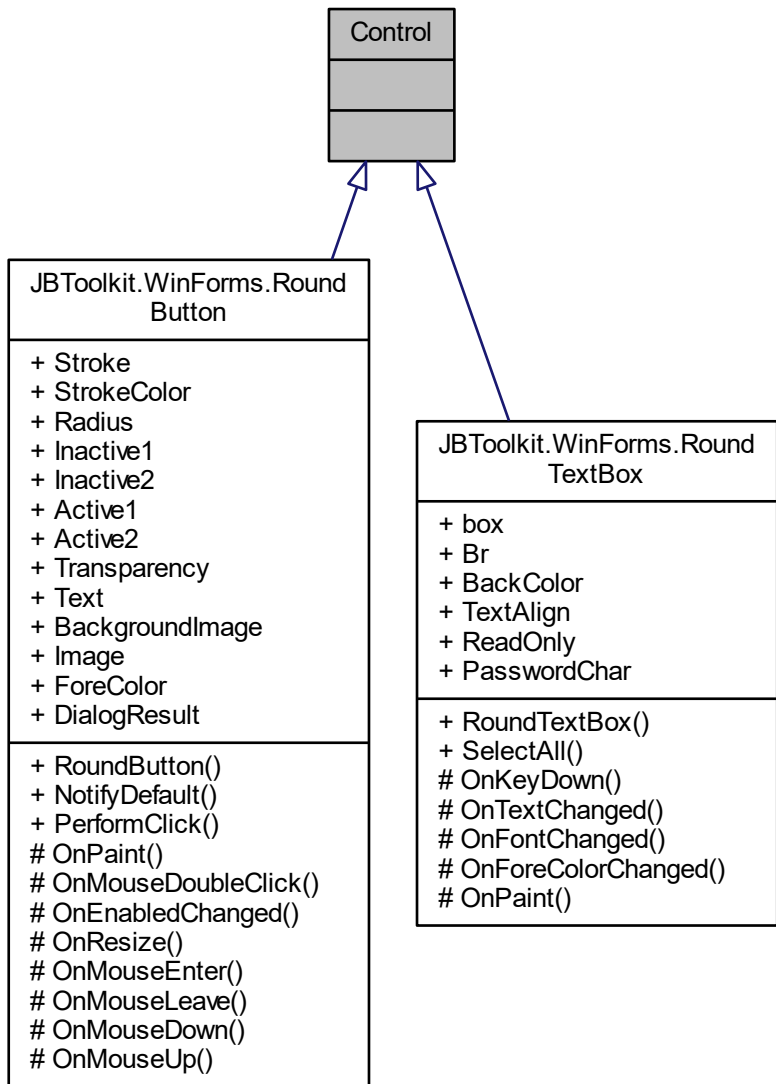 Control
JBToolkit.WinForms.Round
Button
+ Stroke
+ StrokeColor
+ Radius
+ Inactive1
+ Inactive2
+ Active1
+ Active2
+ Transparency
+ Text
+ BackgroundImage
+ Image
+ ForeColor
+ DialogResult
+ RoundButton()
+ NotifyDefault()
+ PerformClick()
# OnPaint()
# OnMouseDoubleClick()
# OnEnabledChanged()
# OnResize()
# OnMouseEnter()
# OnMouseLeave()
# OnMouseDown()
# OnMouseUp()
JBToolkit.WinForms.Round
TextBox
+ box
+ Br
+ BackColor
+ TextAlign
+ ReadOnly
+ PasswordChar
+ RoundTextBox()
+ SelectAll()
# OnKeyDown()
# OnTextChanged()
# OnFontChanged()
# OnForeColorChanged()
# OnPaint()